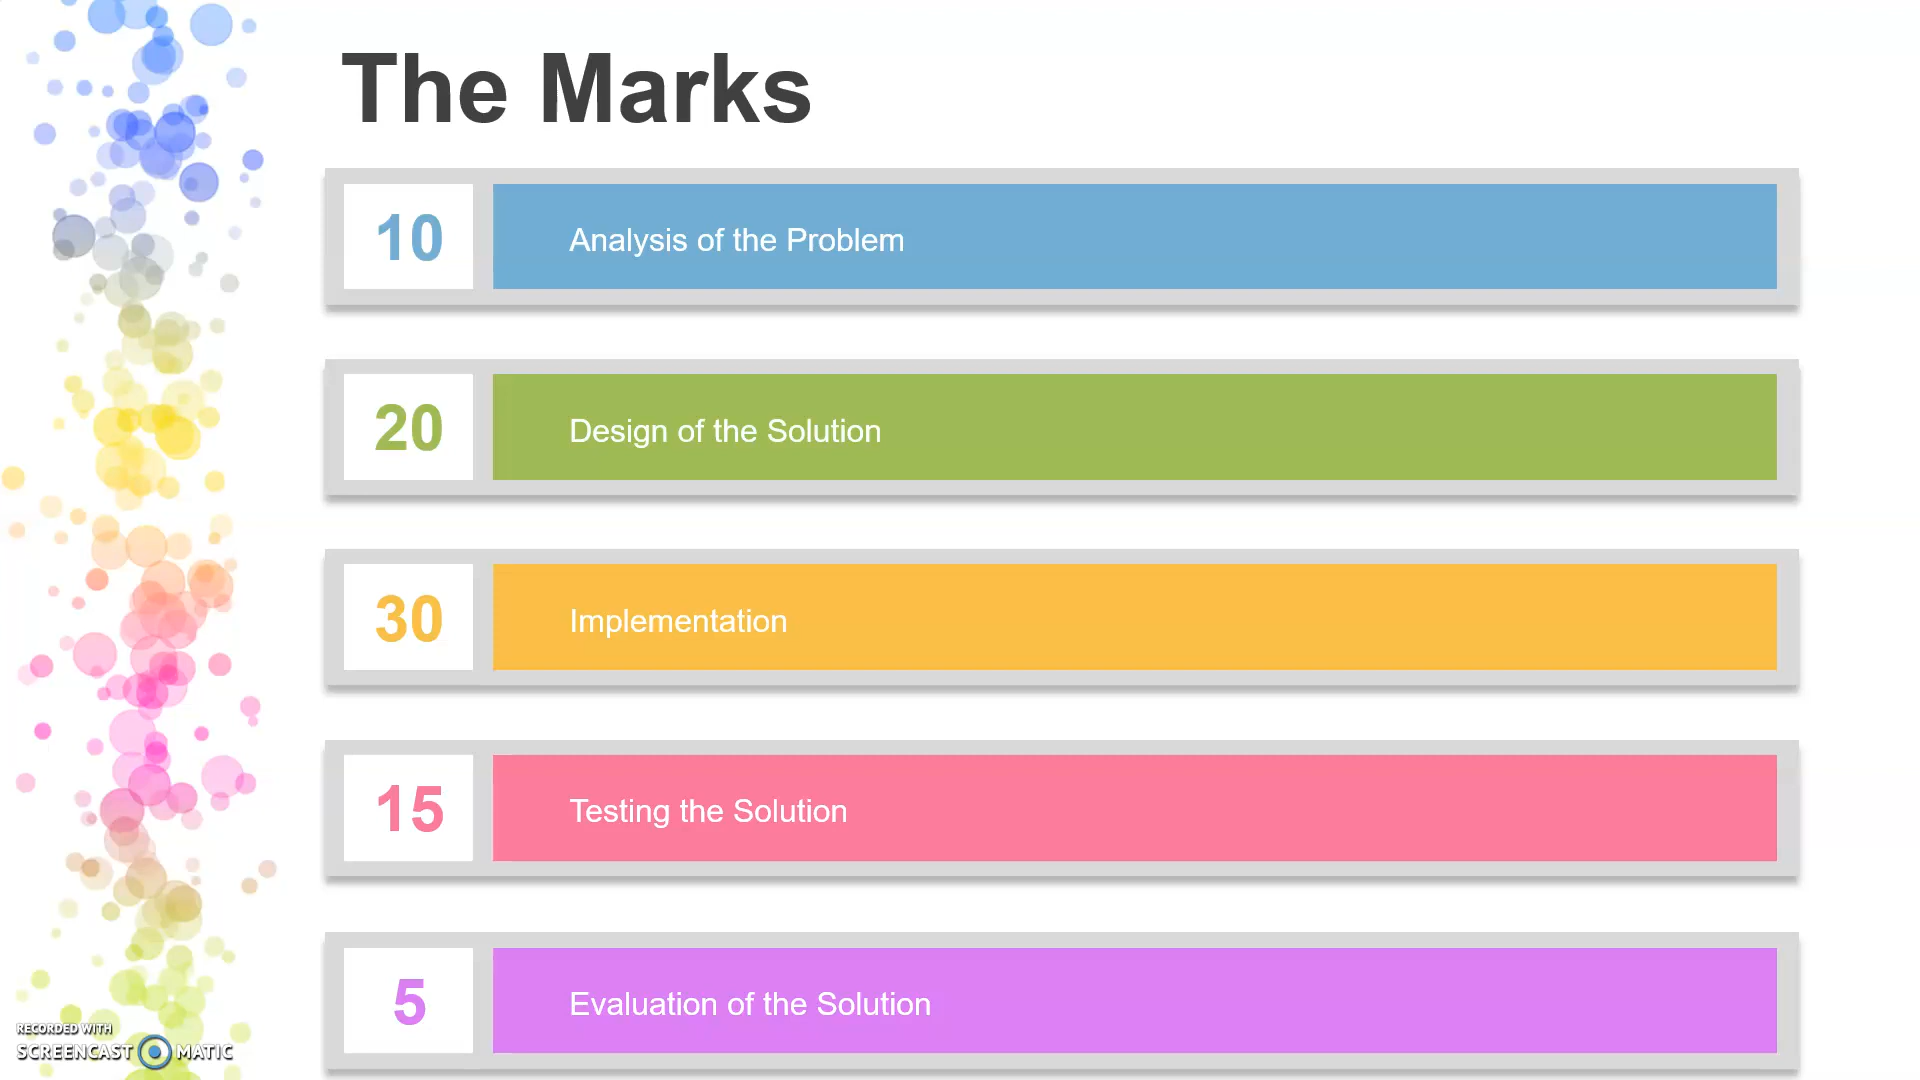 The Marks
10 Analysis of the Problem
20 Design of the Solution
30 Implementation
15 Testing the Solution
5 Evaluation of the Solution
RECORDED WITH
SCREENCAST MATIC